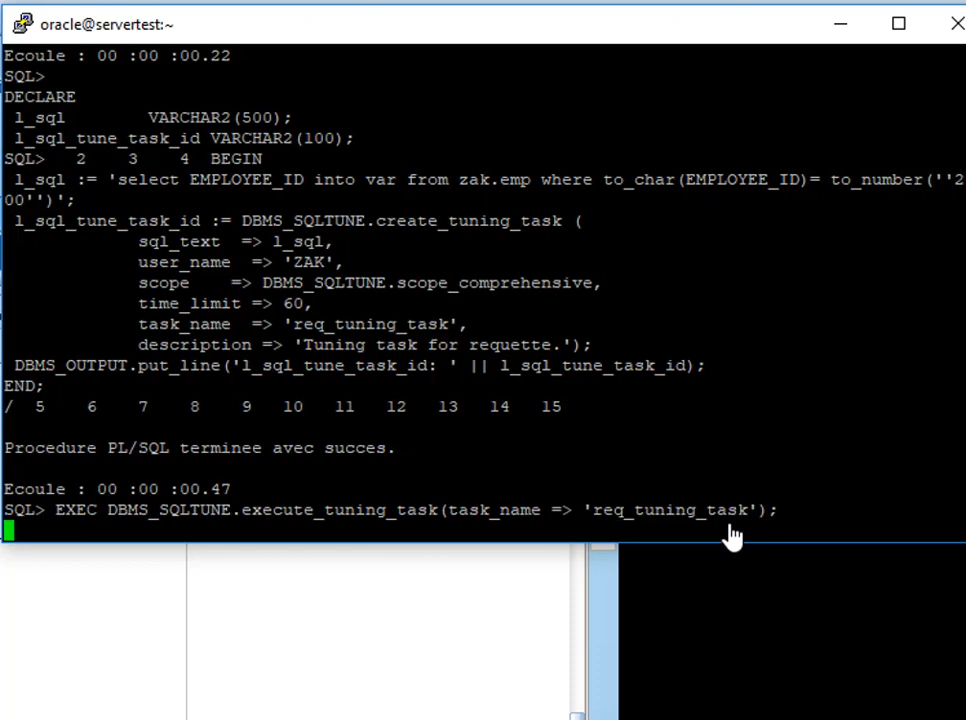 oracle@servertest:~
Ecoule : 00 :00 :00.22
SQL>
DECLARE
l_sql VARCHAR2(500);
l_sql_tune_task_id VARCHAR2(100);
SQL> 2 3 4 BEGIN
l_sql := 'select EMPLOYEE_ID into var from zak.emp where to_char(EMPLOYEE_ID)= to_number(''2
00'')';
l_sql_tune_task_id := DBMS_SQLTUNE.create_tuning_task (
sql_text => l_sql,
user_name => 'ZAK',
scope => DBMS_SQLTUNE.scope_comprehensive,
time_limit => 60,
task_name => 'req_tuning_task',
description => 'Tuning task for requette.');
DBMS_OUTPUT.put_line('l_sql_tune_task_id: ' || l_sql_tune_task_id);
END;
/ 5 6 7 8 9 10 11 12 13 14 15
Procedure PL/SQL terminee avec succes.
Ecoule : 00 :00 :00.47
SQL> EXEC DBMS_SQLTUNE.execute_tuning_task(task_name => 'req_tuning_task');